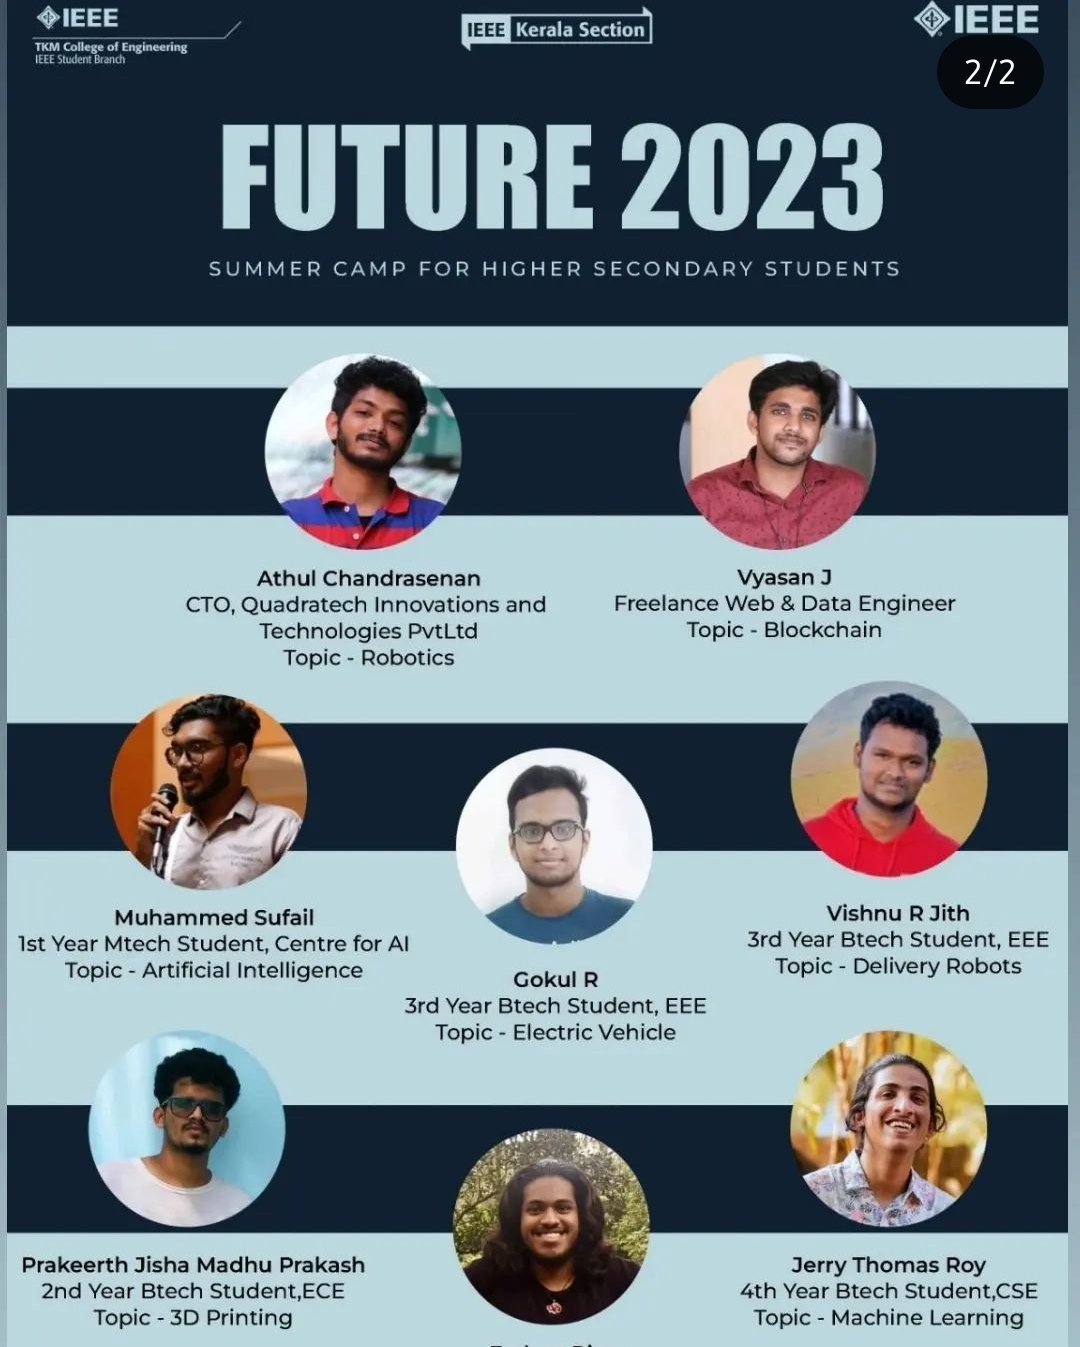 IEEE
TKM College of Engineering
IEEE Student Branch
IEEE Kerala Section
IEEE
2/2
FUTURE 2023
SUMMER CAMP FOR HIGHER SECONDARY STUDENTS
Athul Chandrasenan
CTO, Quadratech Innovations and
Technologies PvtLtd
Topic - Robotics
Vyasan J
Freelance Web & Data Engineer
Topic - Blockchain
Muhammed Sufail
1st Year Mtech Student, Centre for AI
Topic - Artificial Intelligence
Gokul R
3rd Year Btech Student, EEE
Topic - Electric Vehicle
Vishnu R Jith
3rd Year Btech Student, EEE
Topic - Delivery Robots
Prakeerth Jisha Madhu Prakash
2nd Year Btech Student,ECE
Topic - 3D Printing
Jerry Thomas Roy
4th Year Btech Student,CSE
Topic - Machine Learning